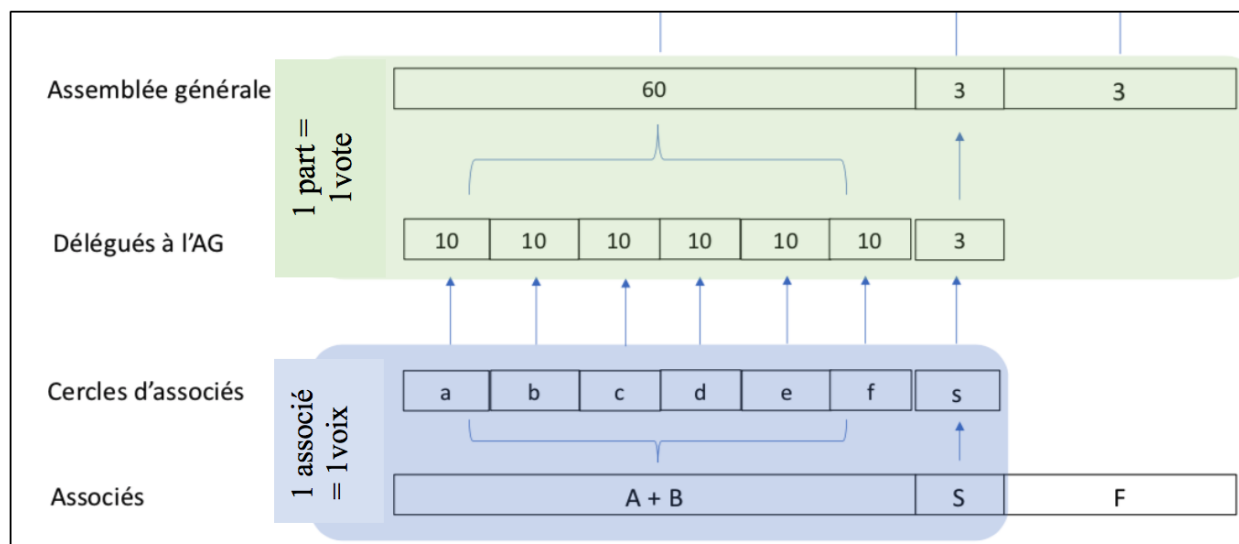 Assemblée générale 60 3 3
1 part =
1vote
Délégués à l'AG 10 10 10 10 10 10 3
Cercles d'associés a b c d e f s
1 associé
= 1voix
Associés A + B S F